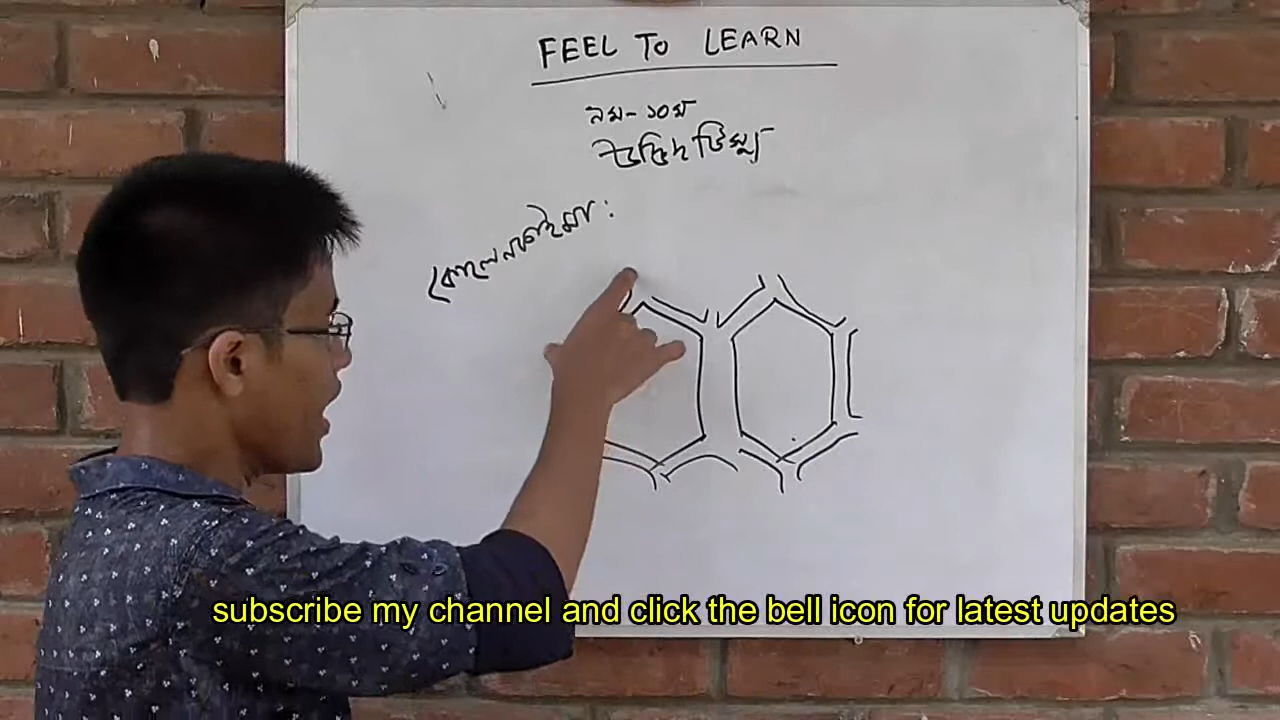 FEEL TO LEARN
৯ম-১০ম
উদ্ভিদ টিস্যু
কোলেনকাইমা :
subscribe my channel and click the bell icon for latest updates